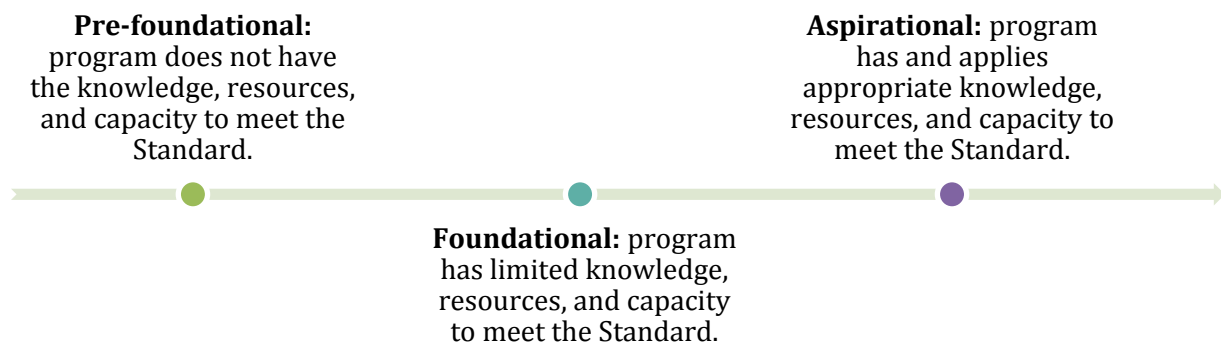 Pre-foundational:
program does not have
the knowledge, resources,
and capacity to meet the
Standard.
Foundational: program
has limited knowledge,
resources, and capacity
to meet the Standard.
Aspirational: program
has and applies
appropriate knowledge,
resources, and capacity to
meet the Standard.